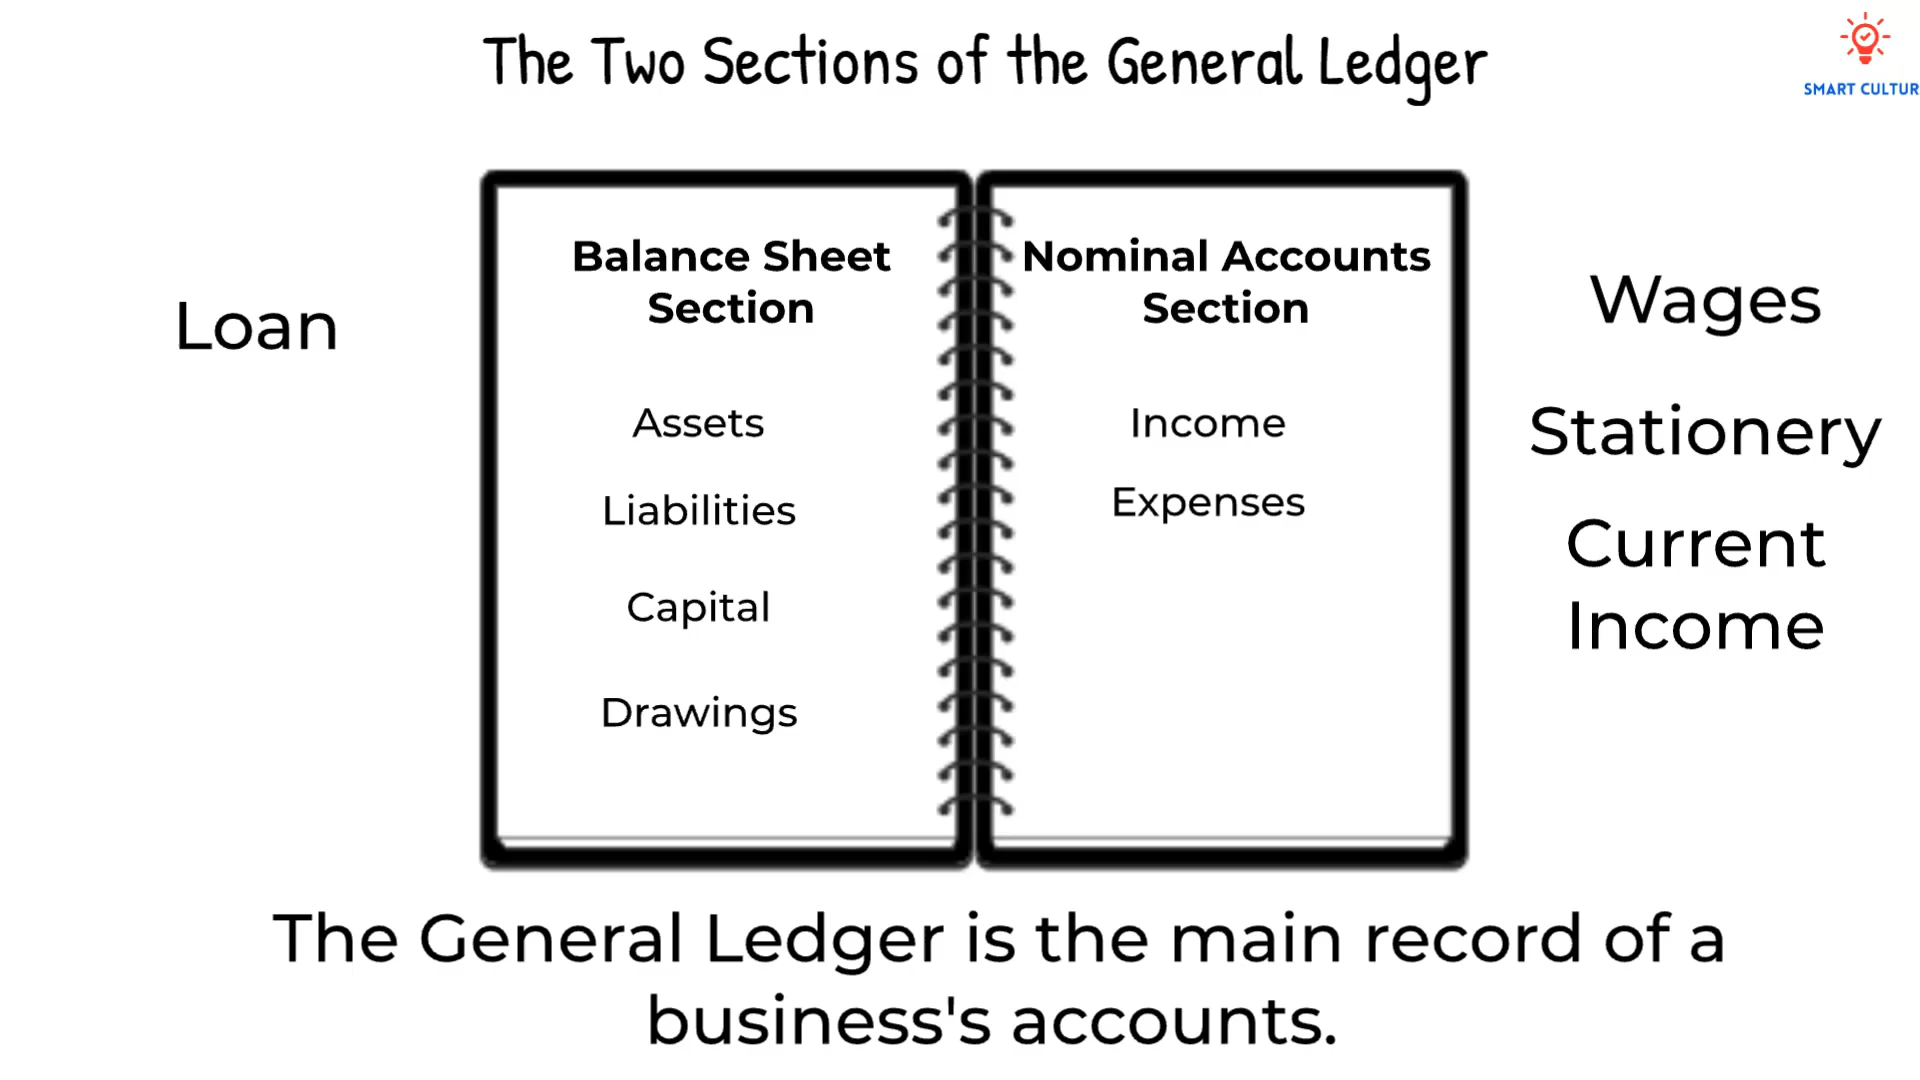 The Two Sections of the General Ledger
SMART CULTUR
Loan
Balance Sheet
Section
Assets
Liabilities
Capital
Drawings
Nominal Accounts
Section
Income
Expenses
Wages
Stationery
Current
Income
The General Ledger is the main record of a
business's accounts.